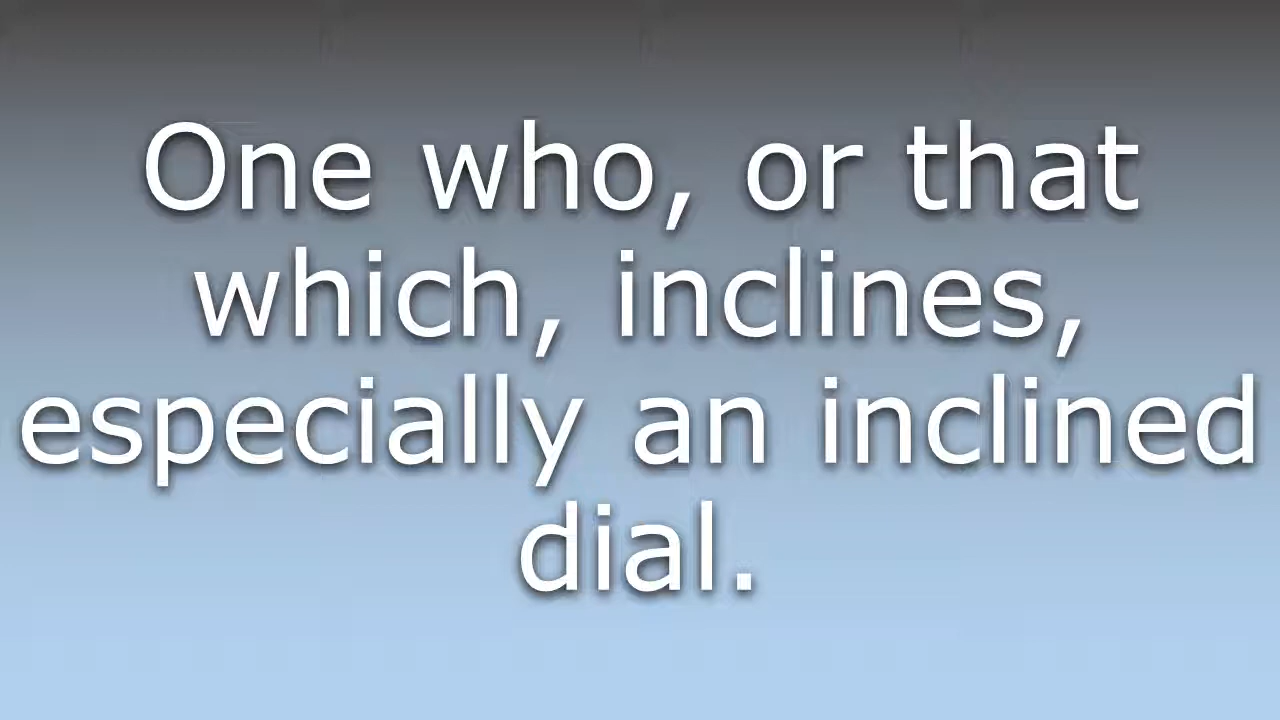 One who, or that
which, inclines,
especially an inclined
dial.